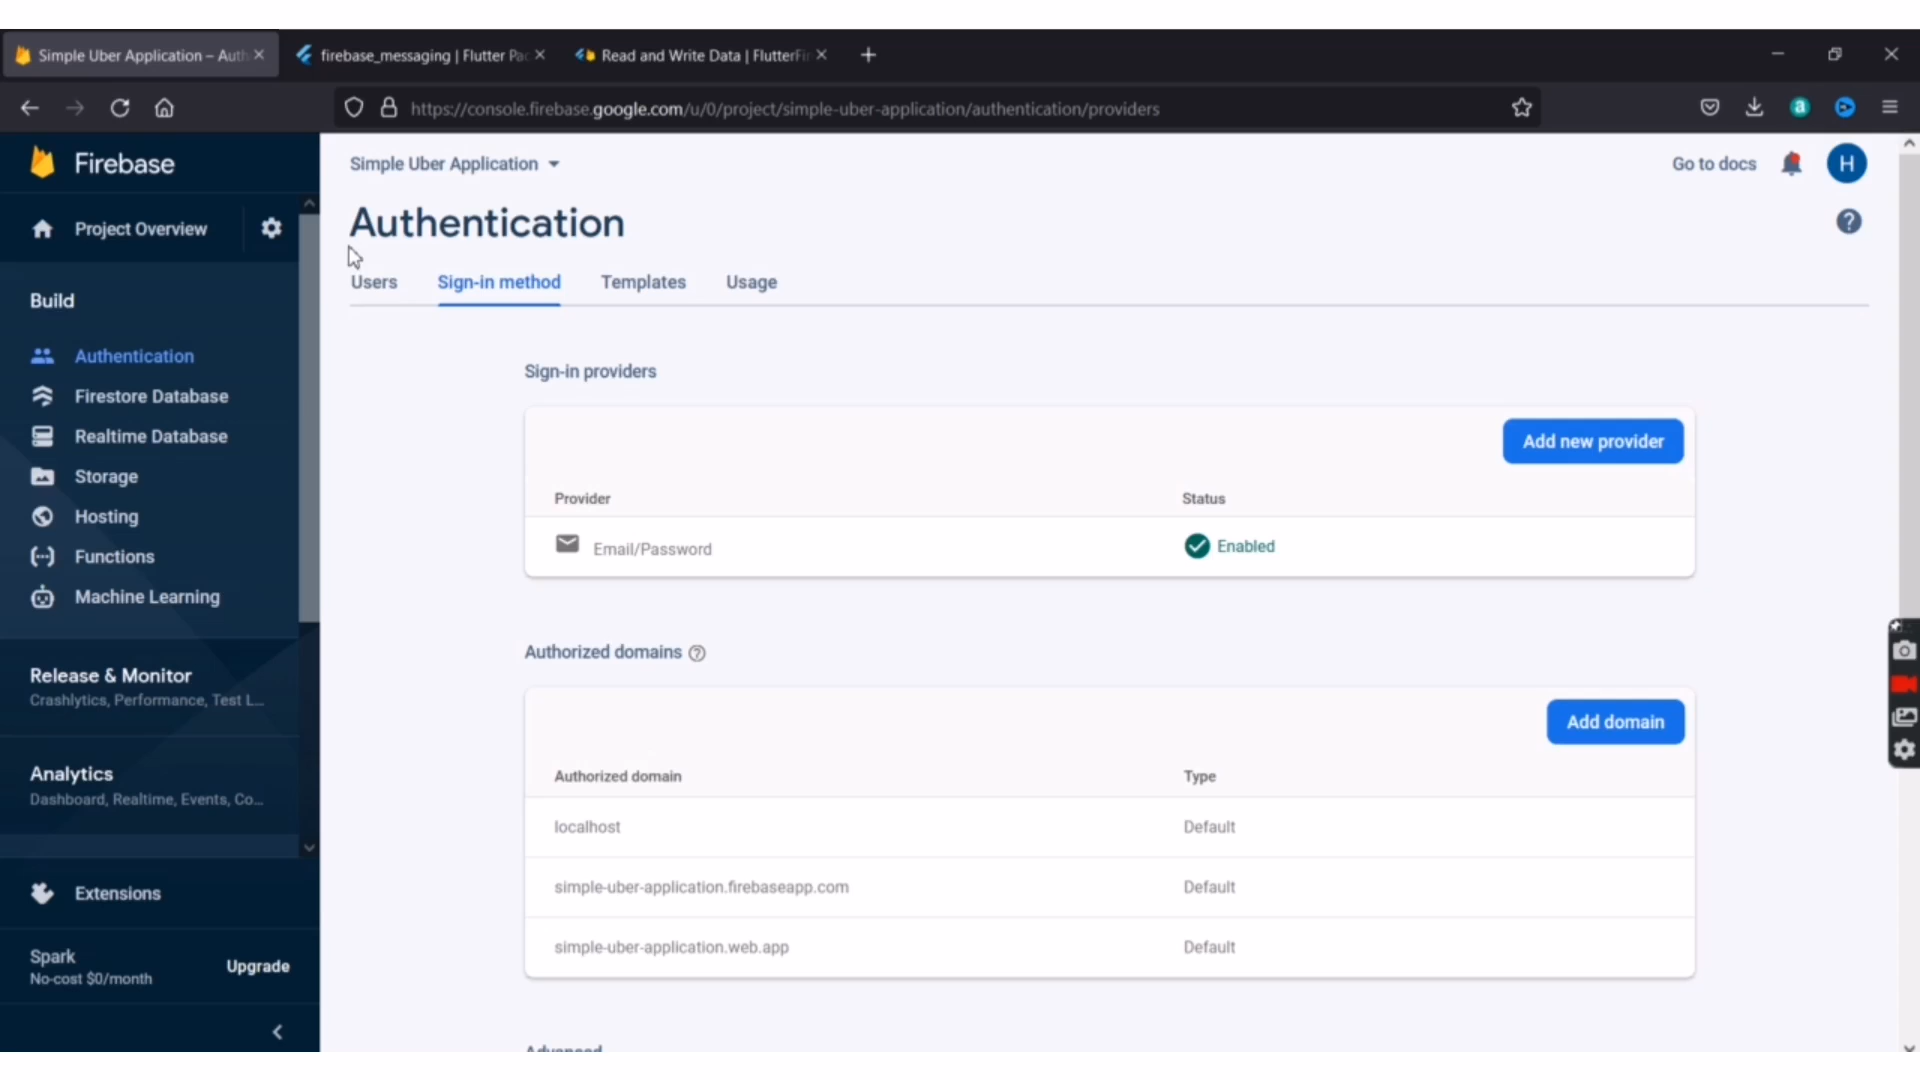 Simple Uber Application – Auth
firebase_messaging | Flutter Pac
Read and Write Data | FlutterFir
https://console.firebase.google.com/u/0/project/simple-uber-application/authentication/providers
Firebase
Simple Uber Application
Go to docs
H
Project Overview
Authentication
Users
Sign-in method
Templates
Usage
Build
Authentication
Firestore Database
Realtime Database
Storage
Hosting
Functions
Machine Learning
Release & Monitor
Crashlytics, Performance, Test L...
Analytics
Dashboard, Realtime, Events, Co...
Extensions
Spark
No-cost $0/month
Upgrade
Sign-in providers
Add new provider
Provider
Status
Email/Password
Enabled
Authorized domains
Add domain
Authorized domain
Type
localhost
Default
simple-uber-application.firebaseapp.com
Default
simple-uber-application.web.app
Default
Advanced